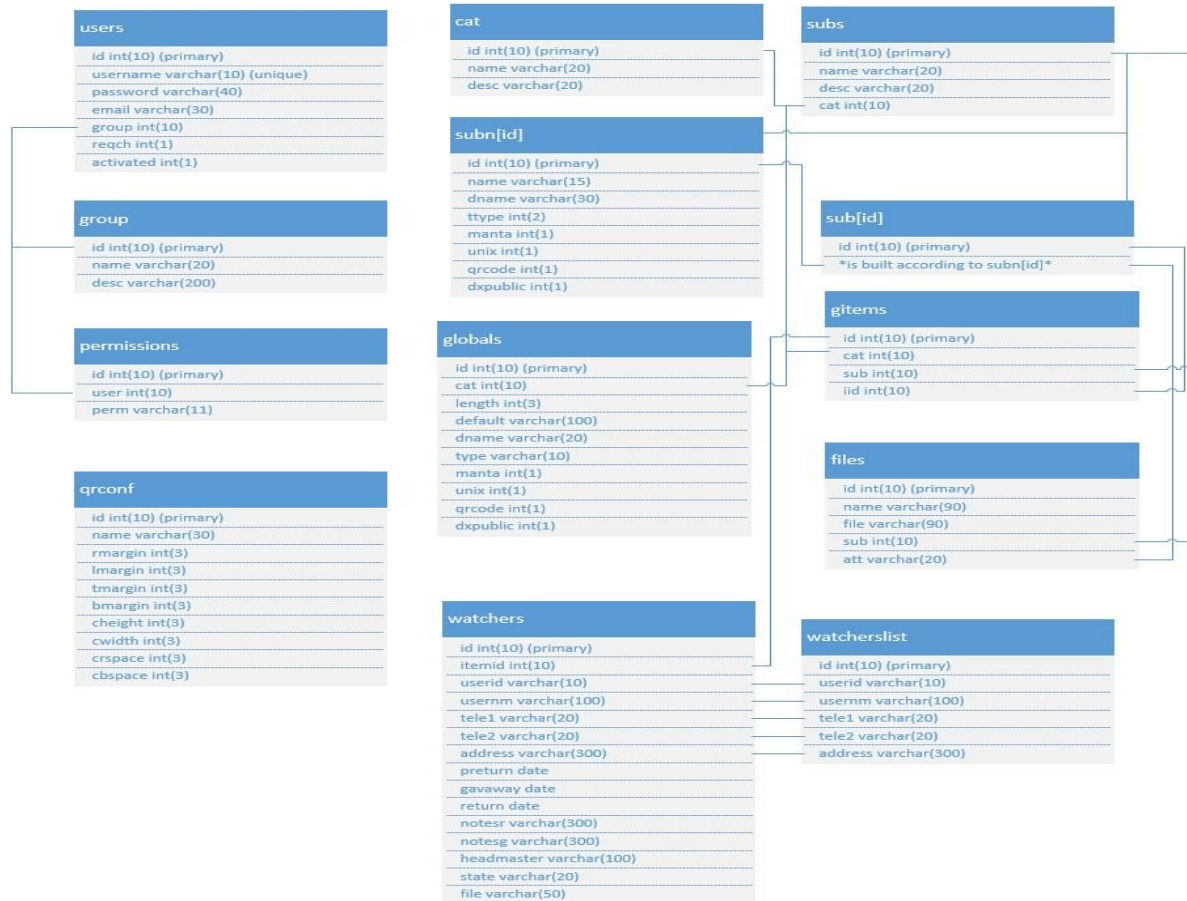 users
id int(10) (primary)
username varchar(10) (unique)
password varchar(40)
email varchar(30)
group int(10)
reqch int(1)
activated int(1)
group
id int(10) (primary)
name varchar(20)
desc varchar(200)
permissions
id int(10) (primary)
user int(10)
perm varchar(11)
qrconf
id int(10) (primary)
name varchar(30)
rmargin int(3)
lmargin int(3)
tmargin int(3)
bmargin int(3)
cheight int(3)
cwidth int(3)
crspace int(3)
cbspace int(3)
cat
id int(10) (primary)
name varchar(20)
desc varchar(20)
subn[id]
id int(10) (primary)
name varchar(15)
dname varchar(30)
ttype int(2)
manta int(1)
unix int(1)
qrcode int(1)
dxpublic int(1)
globals
id int(10) (primary)
cat int(10)
length int(3)
default varchar(100)
dname varchar(20)
type varchar(10)
manta int(1)
unix int(1)
qrcode int(1)
dxpublic int(1)
watchers
id int(10) (primary)
itemid int(10)
userid varchar(10)
usernm varchar(100)
tele1 varchar(20)
tele2 varchar(20)
address varchar(300)
preturn date
gavaway date
return date
notesr varchar(300)
notesg varchar(300)
headmaster varchar(100)
state varchar(20)
file varchar(50)
subs
id int(10) (primary)
name varchar(20)
desc varchar(20)
cat int(10)
sub[id]
id int(10) (primary)
*is built according to subn[id]*
gitems
id int(10) (primary)
cat int(10)
sub int(10)
iid int(10)
files
id int(10) (primary)
name varchar(90)
file varchar(90)
sub int(10)
att varchar(20)
watcherslist
id int(10) (primary)
userid varchar(10)
usernm varchar(100)
tele1 varchar(20)
tele2 varchar(20)
address varchar(300)